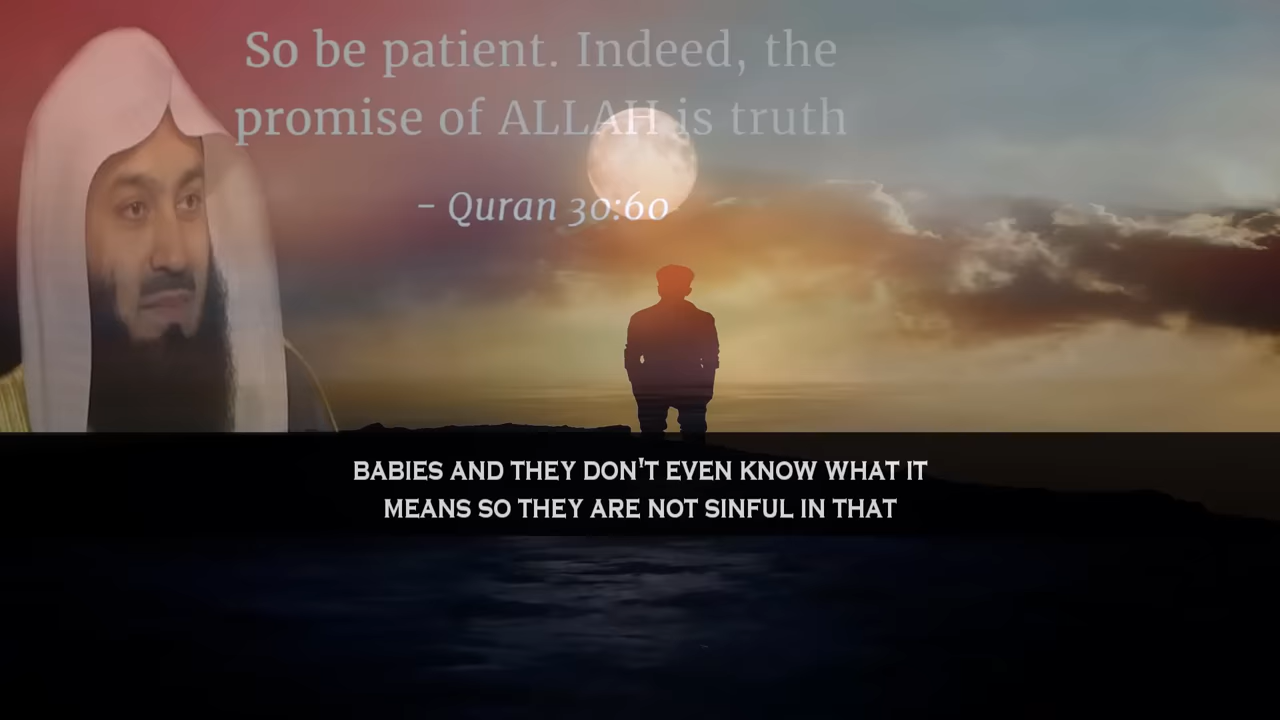 So be patient. Indeed, the
promise of ALLAH is truth
- Quran 30:60
BABIES AND THEY DON'T EVEN KNOW WHAT IT
MEANS SO THEY ARE NOT SINFUL IN THAT